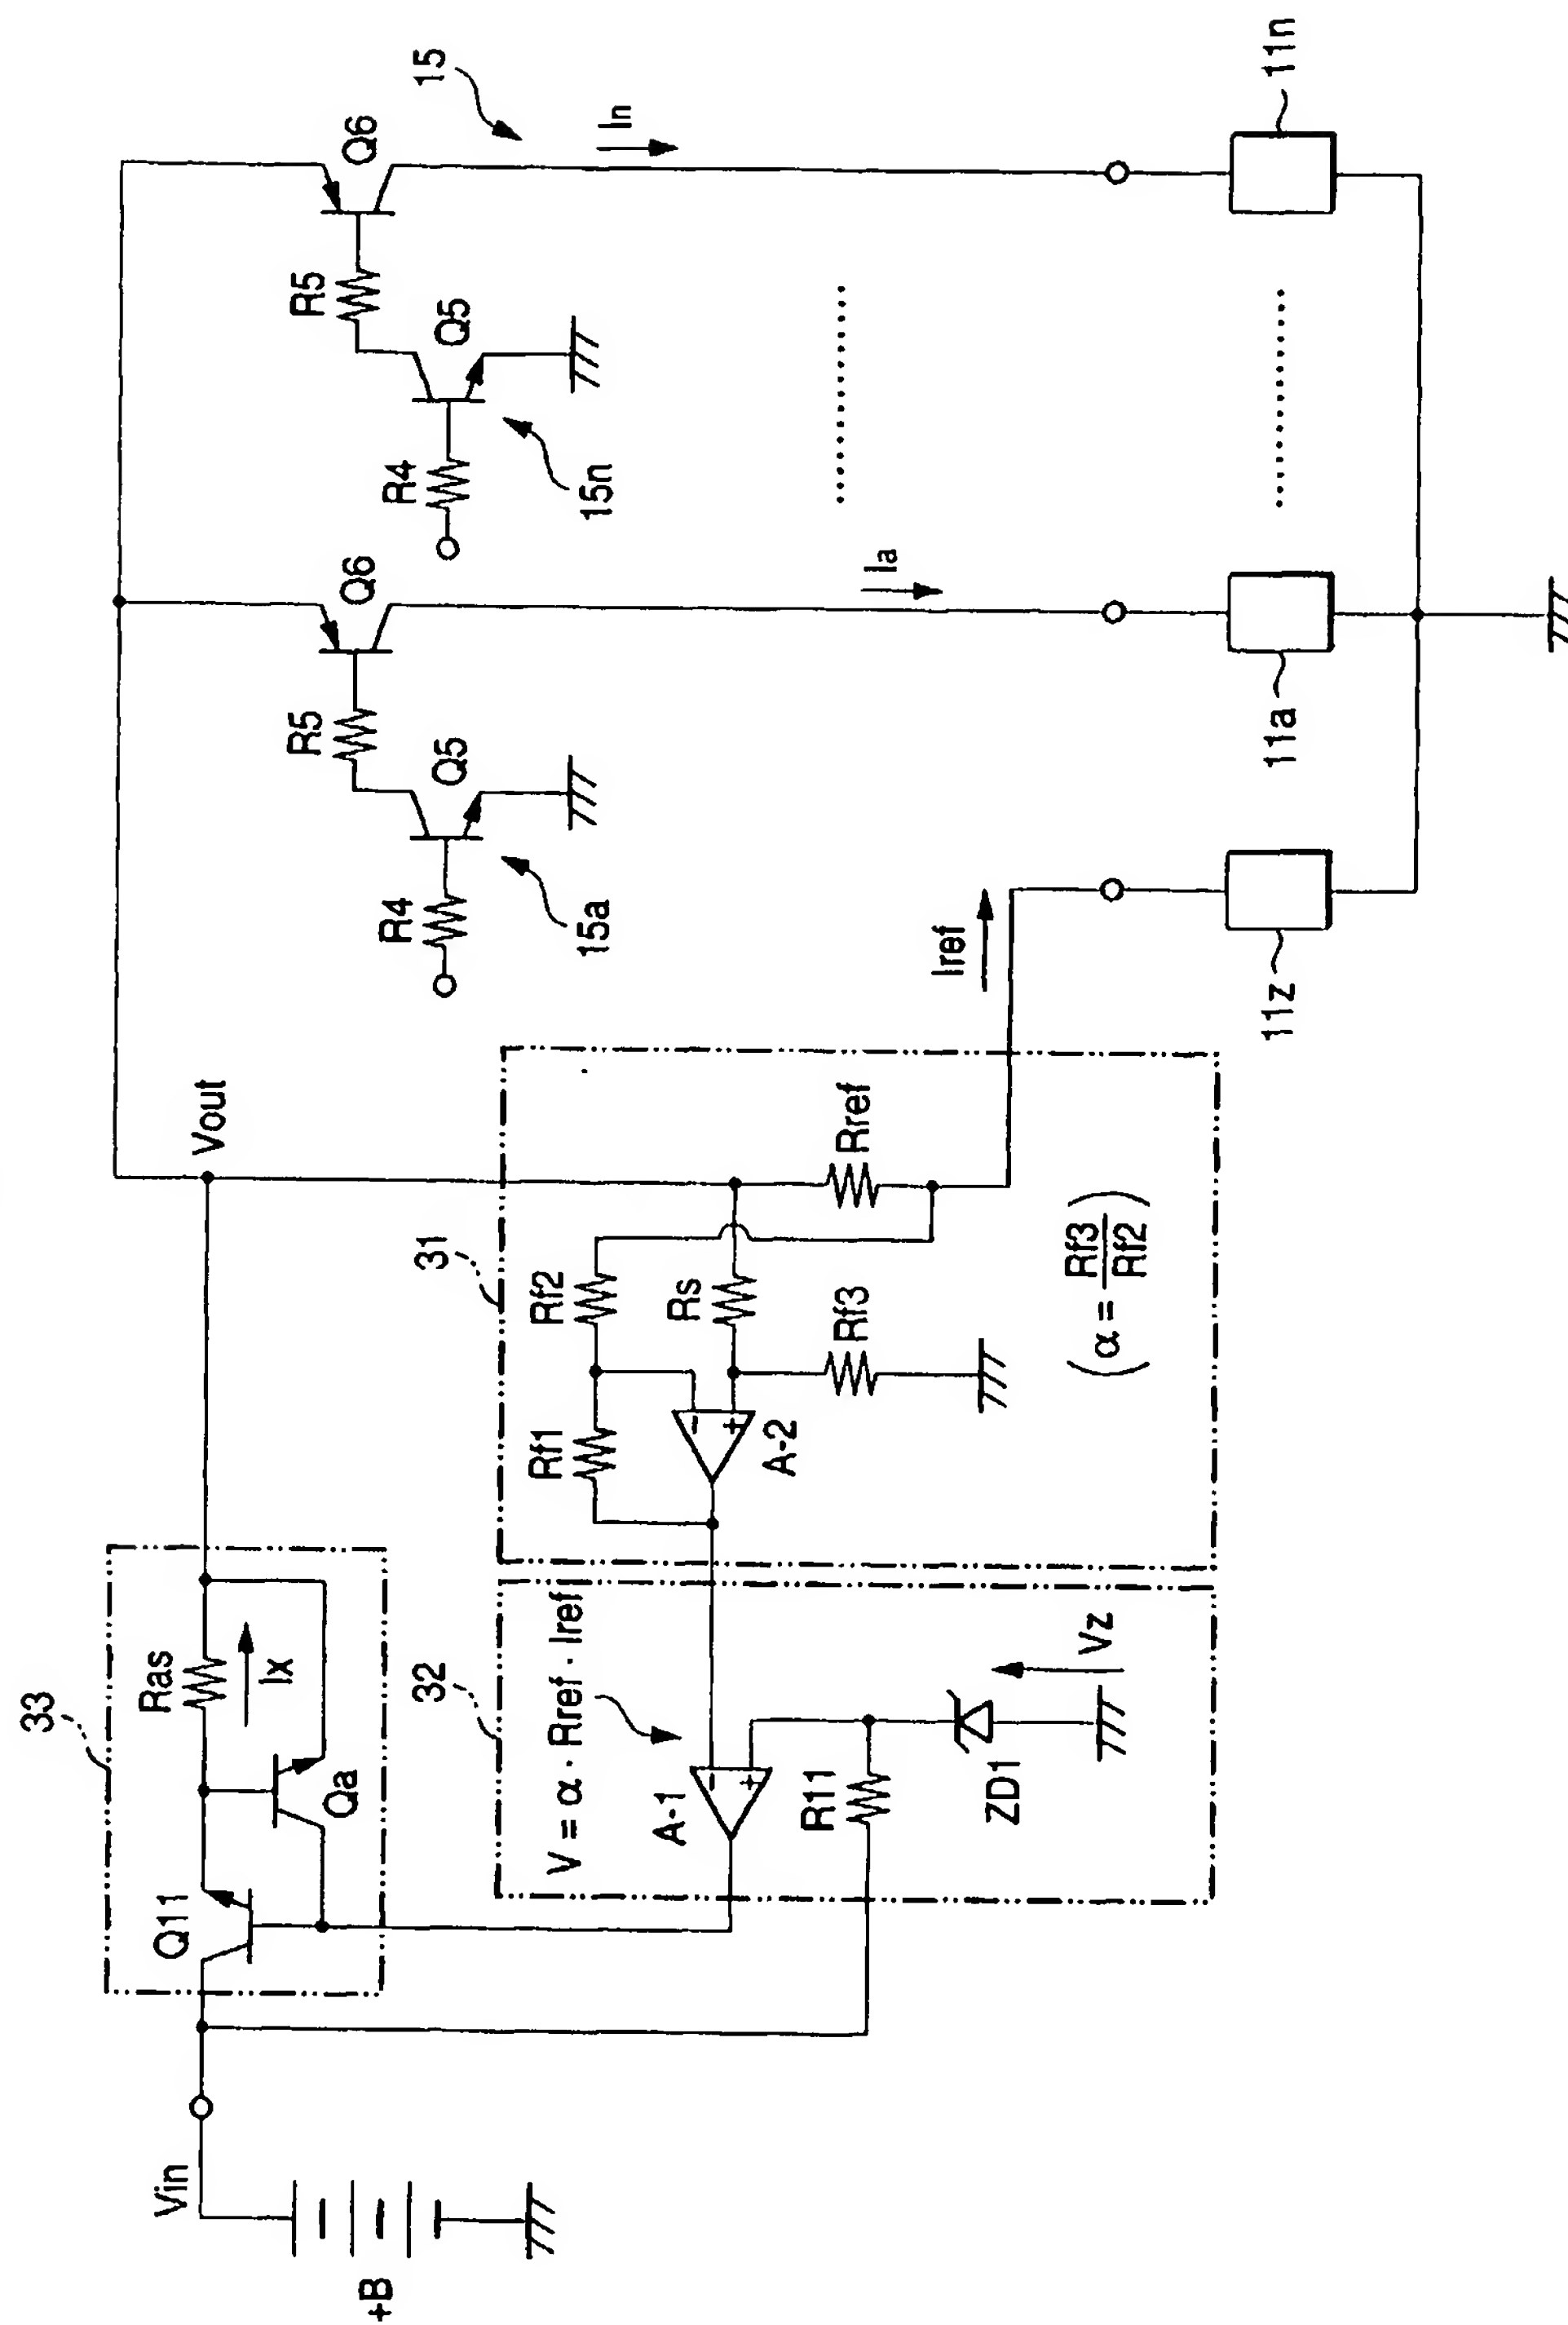 Vin
+B
33
Q11
Qa
Ras
Ix
Vout
32
V = α · Rref · Iref
A-1
R11
ZD1
Vz
31
Rf1
Rf2
Rs
A-2
Rf3
Rref
(α = Rf3
Rf2)
Iref
11z
R4
Q5
R5
Q6
15a
Ia
11a
R4
Q5
R5
Q6
15n
15
In
11n
- +
- +